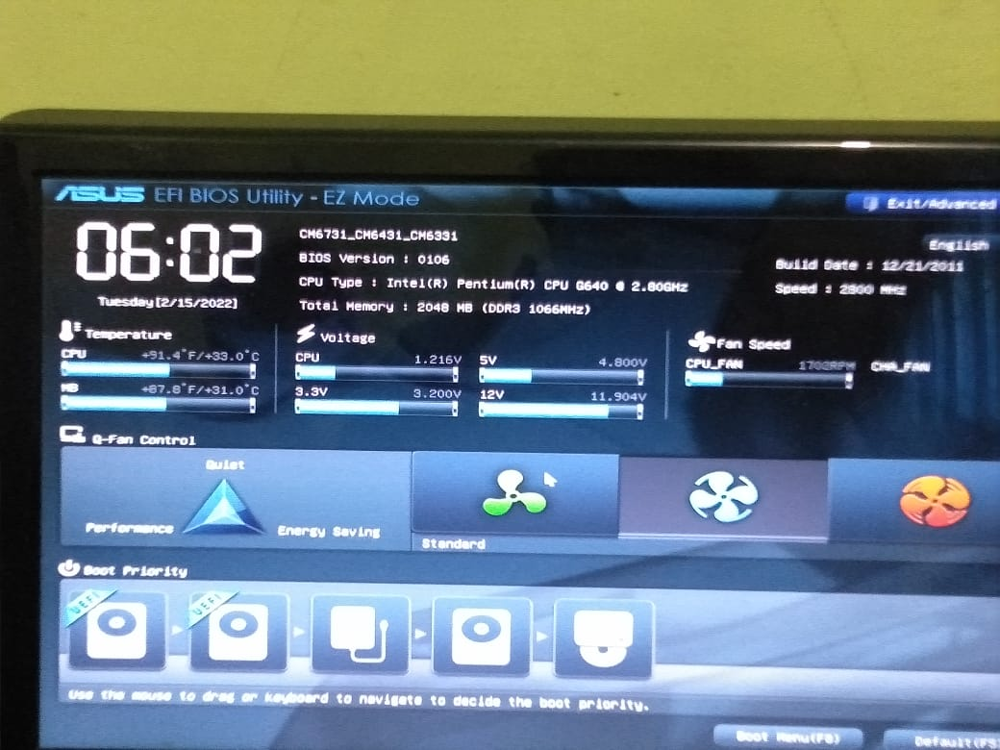 ASUS EFI BIOS Utility - EZ Mode
Exit/Advanced
English
06:02
Tuesday[2/15/2022]
CM6731_CM6431_CM6331
BIOS Version : 0106
Build Date : 12/21/2011
CPU Type : Intel(R) Pentium(R) CPU G640 @ 2.80GHz
Speed : 2800 MHz
Total Memory : 2048 MB (DDR3 1066MHz)
Temperature
CPU +91.4°F/+33.0°C
MB +87.8°F/+31.0°C
Voltage
CPU 1.216V 5V 4.800V
3.3V 3.200V 12V 11.904V
Fan Speed
CPU_FAN 1702RPM CHA_FAN
Q-Fan Control
Quiet
Performance
Energy Saving
Standard
Boot Priority
UEFI
UEFI
Use the mouse to drag or keyboard to navigate to decide the boot priority.
Boot Menu(F8)
Default(F5